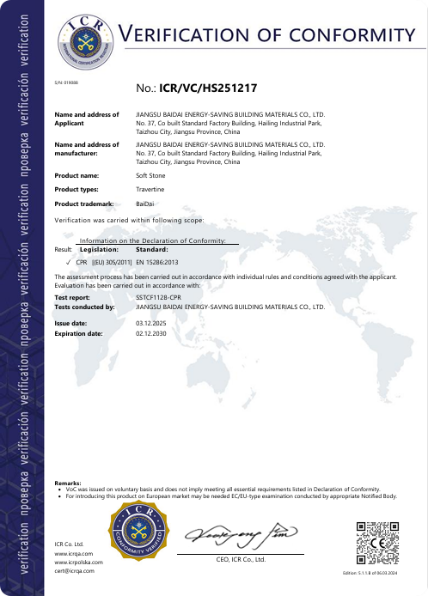 VERIFICATION OF CONFORMITY
No.: ICR/VC/HS251217
Name and address of Applicant
JIANGSU BAIDAI ENERGY-SAVING BUILDING MATERIALS CO., LTD.
No. 37, Co built Standard Factory Building, Hailing Industrial Park,
Taizhou City, Jiangsu Province, China
Name and address of manufacturer:
JIANGSU BAIDAI ENERGY-SAVING BUILDING MATERIALS CO., LTD.
No. 37, Co built Standard Factory Building, Hailing Industrial Park,
Taizhou City, Jiangsu Province, China
Product name: Soft Stone
Product types: Travertine
Product trademark: BaiDai
Verification was carried within following scope:
Information on the Declaration of Conformity:
Result: Legislation: Standard:
✓ CPR [(EU) 305/2011] EN 15286:2013
The assessment process has been carried out in accordance with individual rules and conditions agreed with the applicant.
Evaluation has been carried out in accordance with:
Test report: SSTCF1128-CPR
Tests conducted by: JIANGSU BAIDAI ENERGY-SAVING BUILDING MATERIALS CO., LTD.
Issue date: 03.12.2025
Expiration date: 02.12.2030
Remarks:
• VoC was issued on voluntary basis and does not imply meeting all essential requirements listed in Declaration of Conformity.
• For introducing this product on European market may be needed EC/EU-type examination conducted by appropriate Notified Body.
ICR
CONFORMITY VERIFIED
ICR Co. Ltd.
www.icrqa.com
www.icrpolska.com
cert@icrqa.com
CEO, ICR Co., Ltd.
CE
Edition: 5.1.1.8 of 06.03.2024
ICR
verificación проверка verificación проверка verificación проверка verificación проверка verificación